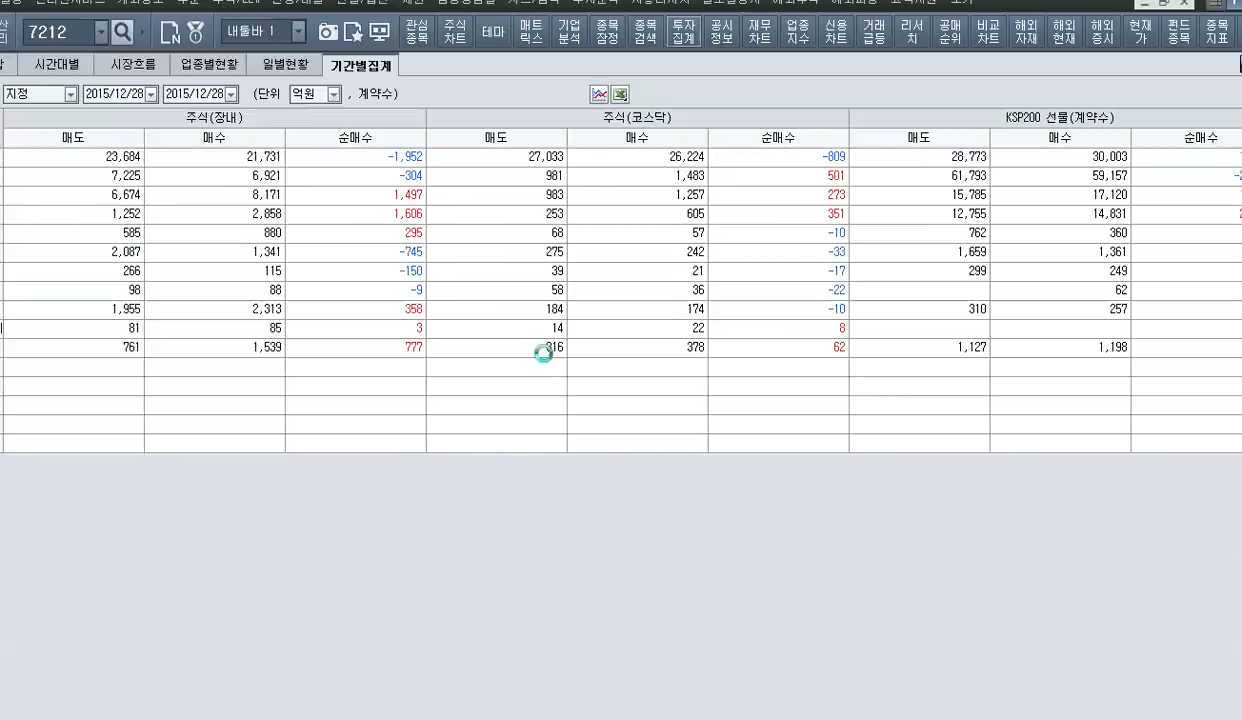 7212 내툴바 1 관심종목 주식차트 테마 매트릭스 기업분석 종목잠정 종목검색 투자집계 공시정보 재무차트 업종지수 신용차트 거래급등 리서치 공매순위 비교차트 해외자재 해외현재 해외증시 현재가 펀드종목 종목지표
시간대별 시장흐름 업종별현황 일별현황 기간별집계
지정 2015/12/28 2015/12/28 (단위 억원 , 계약수)
주식(장내) 주식(코스닥) KSP200 선물(계약수)
매도 매수 순매수 매도 매수 순매수 매도 매수 순매수
23,684 21,731 -1,952 27,033 26,224 -809 28,773 30,003
7,225 6,921 -304 981 1,483 501 61,793 59,157
6,674 8,171 1,497 983 1,257 273 15,785 17,120
1,252 2,858 1,606 253 605 351 12,755 14,831
585 880 295 68 57 -10 762 360
2,087 1,341 -745 275 242 -33 1,659 1,361
266 115 -150 39 21 -17 299 249
98 88 -9 58 36 -22 62
1,955 2,313 358 184 174 -10 310 257
81 85 3 14 22 8
761 1,539 777 316 378 62 1,127 1,198